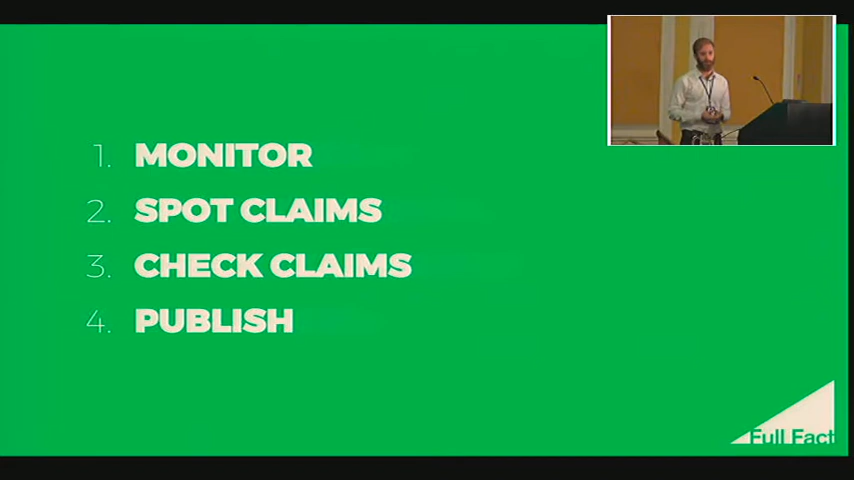 1. MONITOR
2. SPOT CLAIMS
3. CHECK CLAIMS
4. PUBLISH
Full Fact